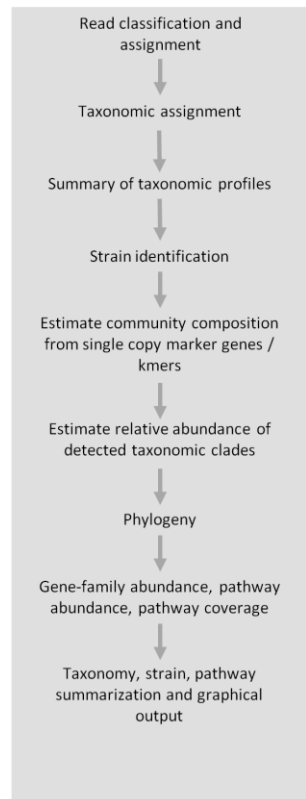 Read classification and
assignment
Taxonomic assignment
Summary of taxonomic profiles
Strain identification
Estimate community composition
from single copy marker genes /
kmers
Estimate relative abundance of
detected taxonomic clades
Phylogeny
Gene-family abundance, pathway
abundance, pathway coverage
Taxonomy, strain, pathway
summarization and graphical
output